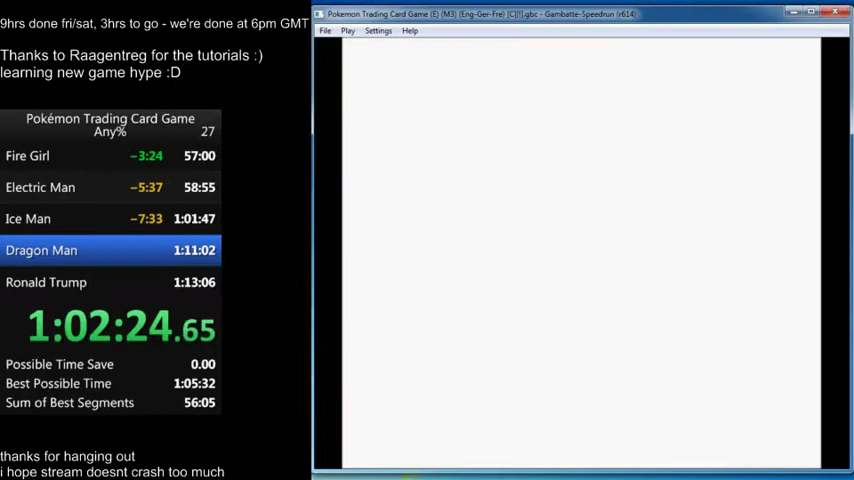 9hrs done fri/sat, 3hrs to go - we're done at 6pm GMT
Thanks to Raagentreg for the tutorials :)
learning new game hype :D
Pokémon Trading Card Game
Any% 27
Fire Girl −3:24 57:00
Electric Man −5:37 58:55
Ice Man −7:33 1:01:47
Dragon Man 1:11:02
Ronald Trump 1:13:06
1:02:24.65
Possible Time Save 0.00
Best Possible Time 1:05:32
Sum of Best Segments 56:05
thanks for hanging out
i hope stream doesnt crash too much
Pokemon Trading Card Game (E) (M3) (Eng-Ger-Fre) [C][!].gbc - Gambatte-Speedrun (r614)
File Play Settings Help